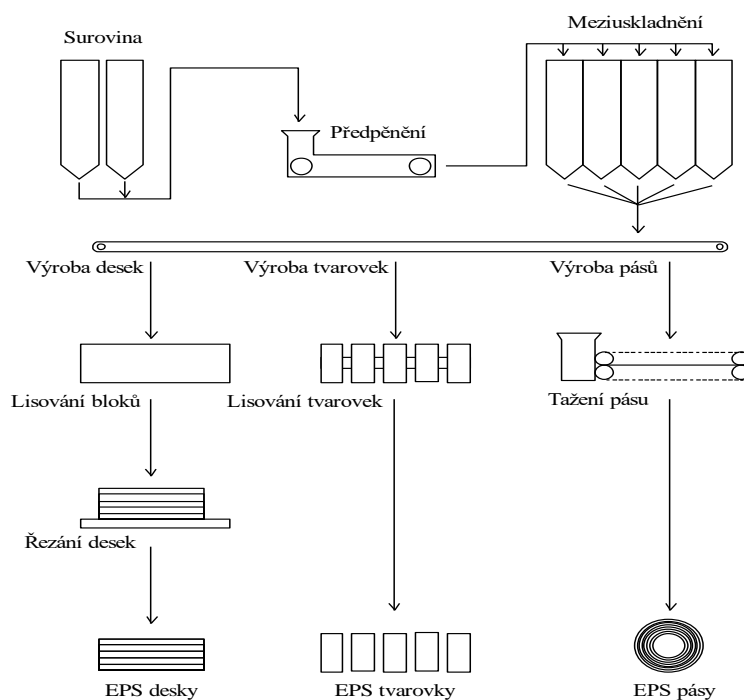 Meziuskladnění
Surovina
Předpěnění
Výroba desek
Výroba tvarovek
Výroba pásů
Lisování bloků
Lisování tvarovek
Tažení pásu
Řezání desek
EPS desky
EPS tvarovky
EPS pásy